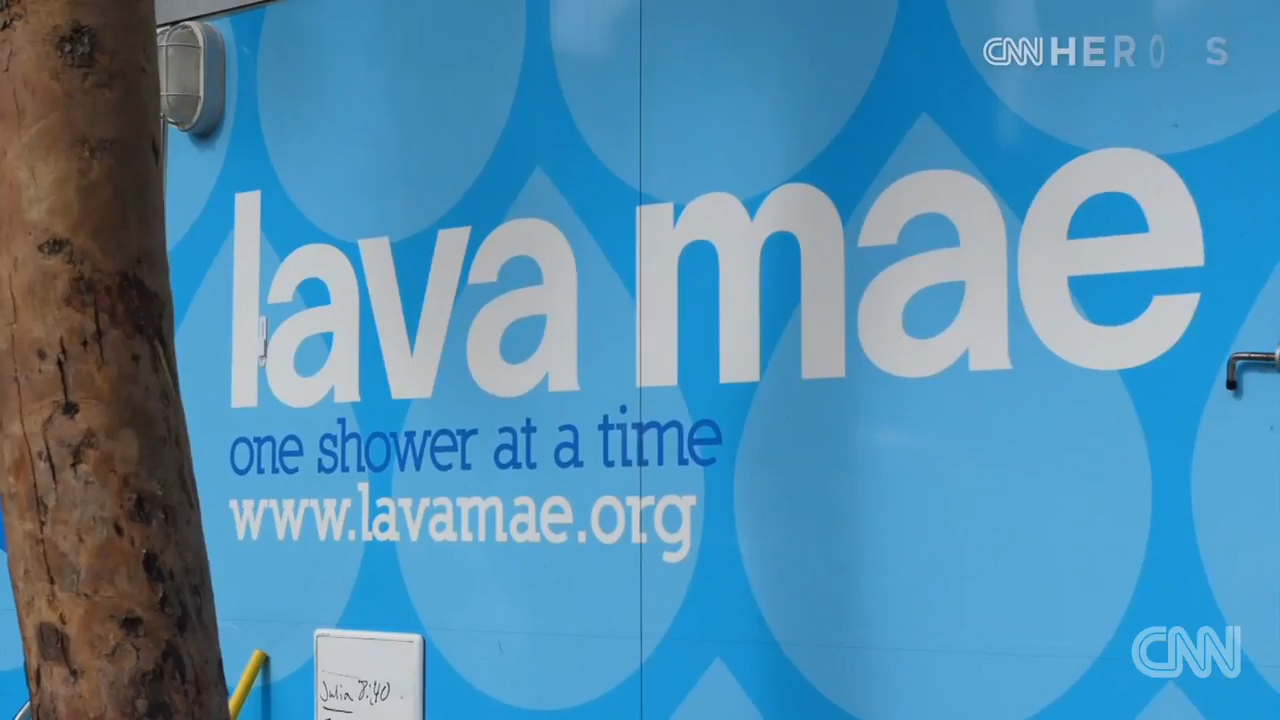 CNN HEROES
lava mae
one shower at a time
www.lavamae.org
Julia 8:40
CNN